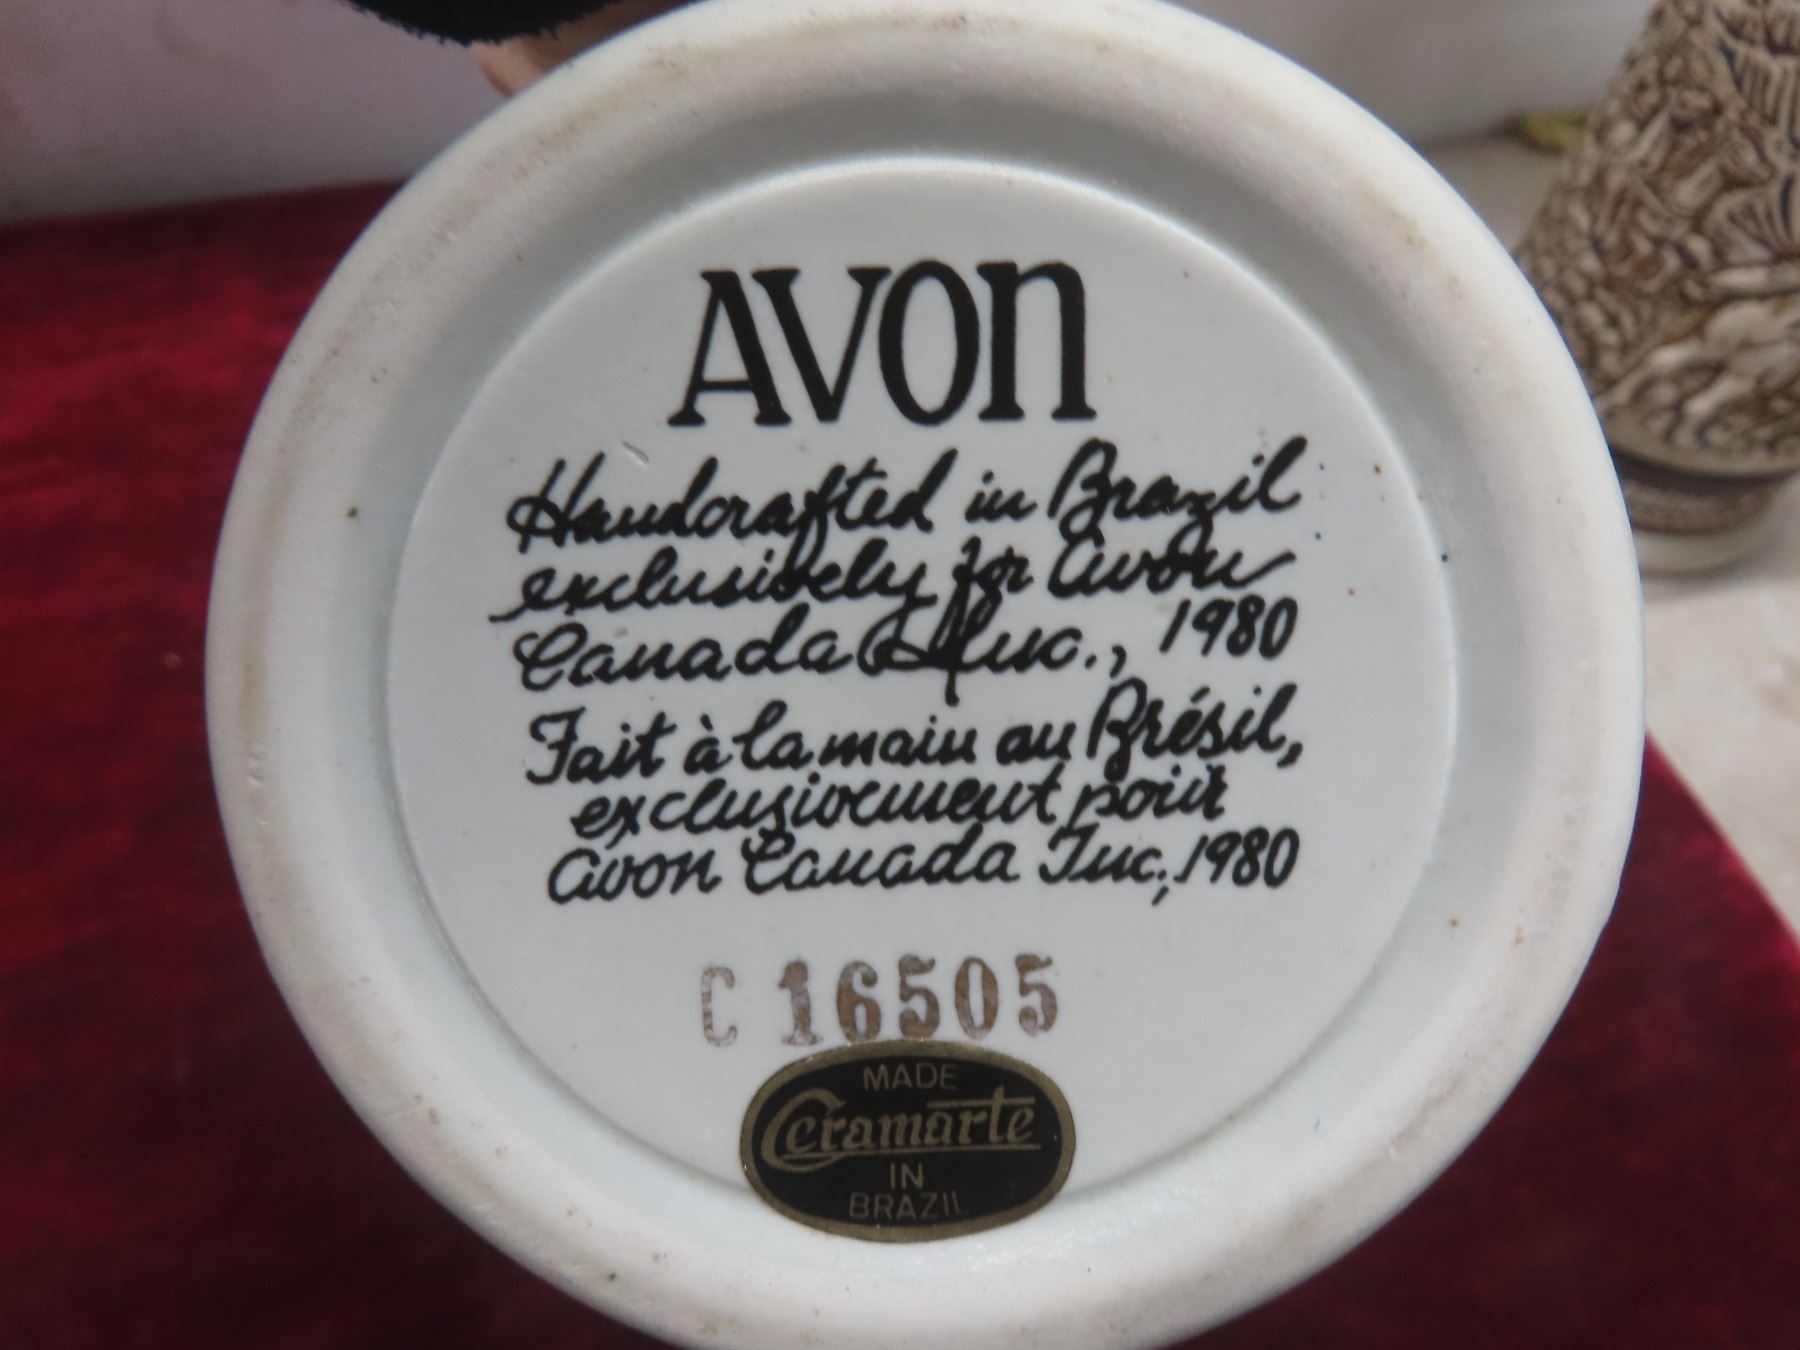 AVON
Handcrafted in Brazil
exclusively for Avon
Canada Inc., 1980
Fait à la main au Brésil,
exclusivement pour
Avon Canada Inc., 1980
C 16505
MADE
Ceramarte
IN
BRAZIL